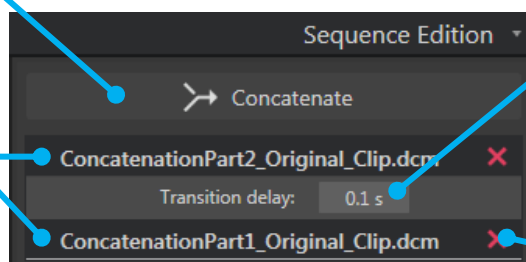 Sequence Edition
Concatenate
ConcatenationPart2_Original_Clip.dcm
Transition delay: 0.1 s
ConcatenationPart1_Original_Clip.dcm